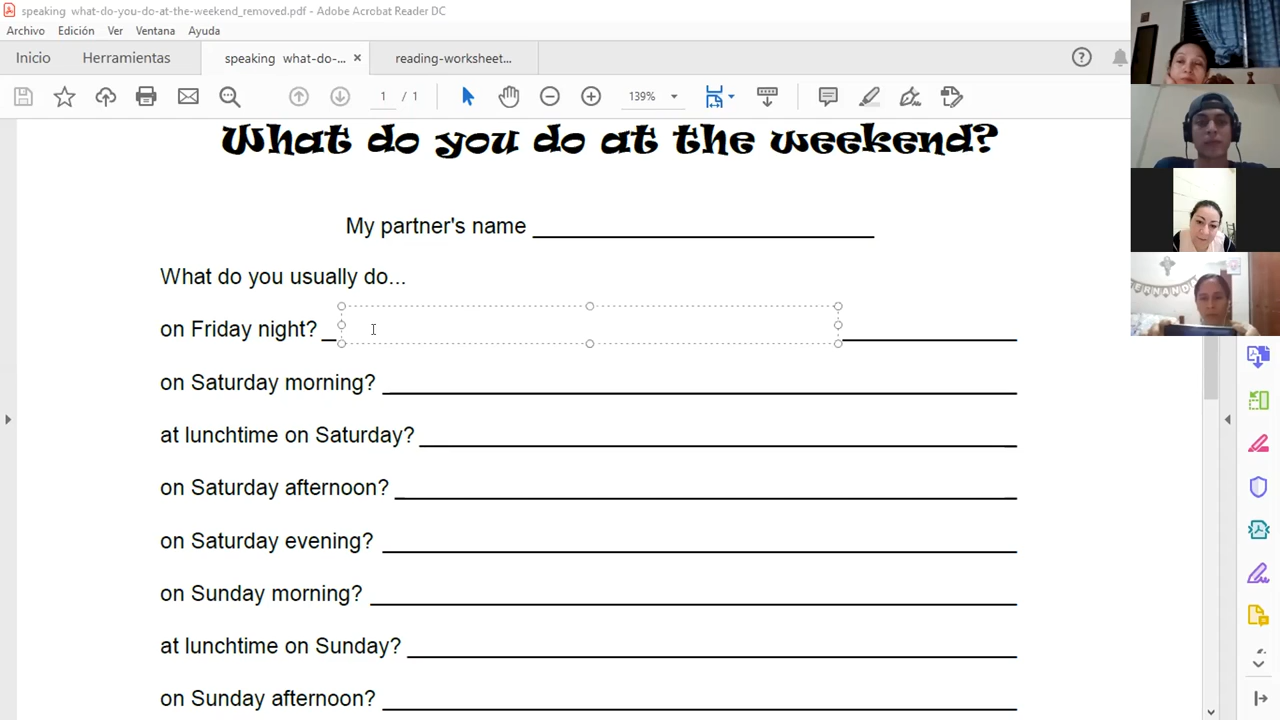 speaking what-do-you-do-at-the-weekend_removed.pdf - Adobe Acrobat Reader DC
Archivo Edición Ver Ventana Ayuda
Inicio Herramientas speaking what-do-... × reading-worksheet...
1 / 1 139%
What do you do at the weekend?
My partner's name
What do you usually do...
on Friday night?
on Saturday morning?
at lunchtime on Saturday?
on Saturday afternoon?
on Saturday evening?
on Sunday morning?
at lunchtime on Sunday?
on Sunday afternoon?